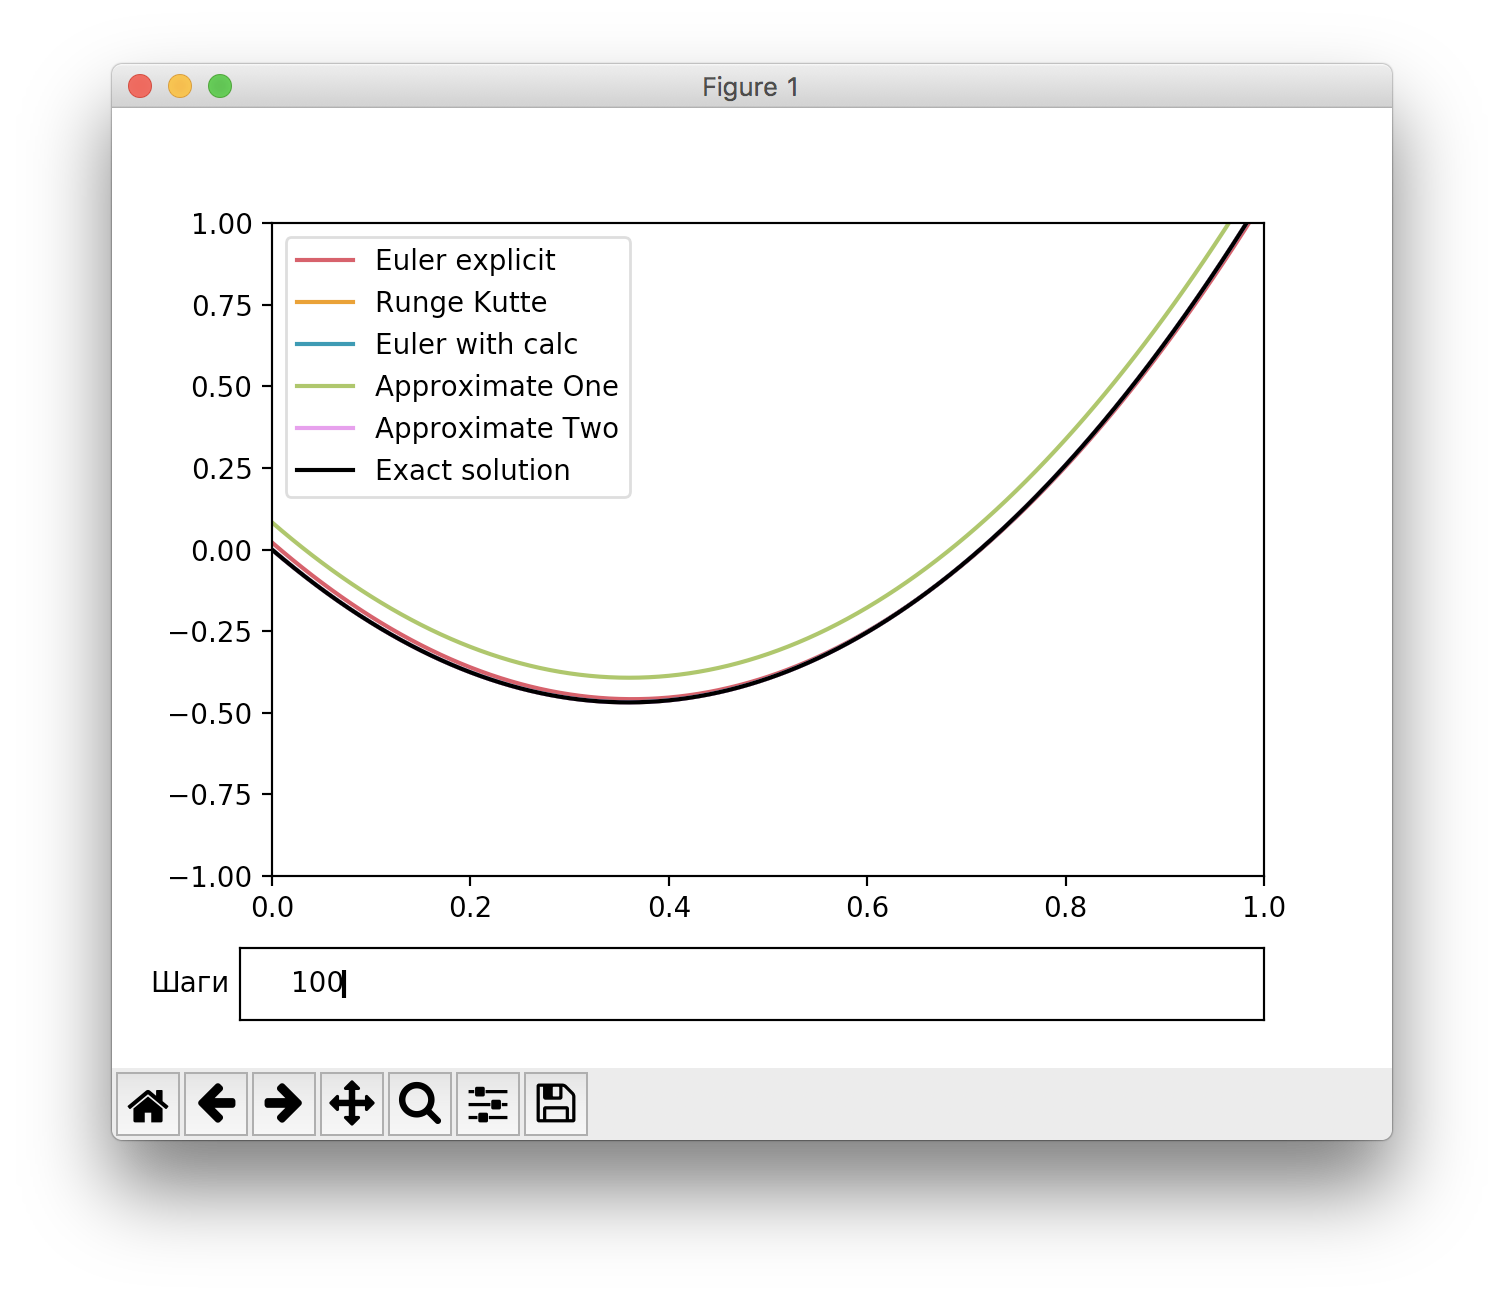 Figure 1
1.00
0.75
0.50
0.25
0.00
−0.25
−0.50
−0.75
−1.00
Euler explicit
Runge Kutte
Euler with calc
Approximate One
Approximate Two
Exact solution
0.0 0.2 0.4 0.6 0.8 1.0
Шаги 100